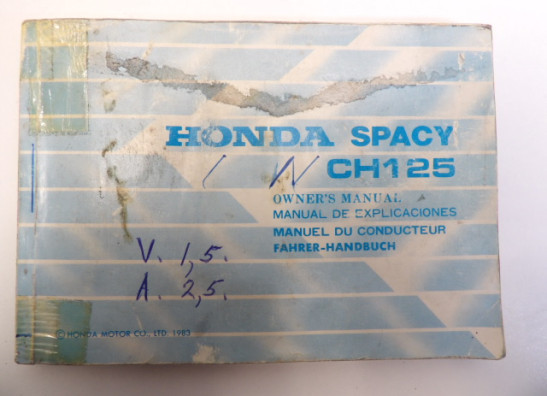 HONDA SPACY
CH125
OWNER'S MANUAL
MANUAL DE EXPLICACIONES
MANUEL DU CONDUCTEUR
FAHRER-HANDBUCH
V. 1,5.
A. 2,5.
© HONDA MOTOR CO., LTD. 1983